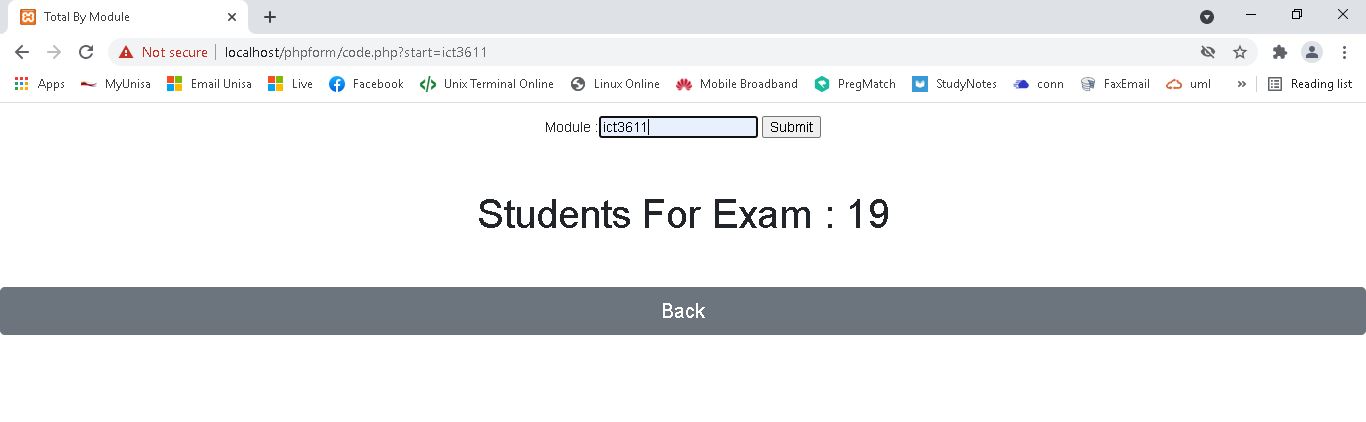 Total By Module
Not secure | localhost/phpform/code.php?start=ict3611
Apps MyUnisa Email Unisa Live Facebook Unix Terminal Online Linux Online Mobile Broadband PregMatch StudyNotes conn FaxEmail uml » Reading list
Module : ict3611 Submit
Students For Exam : 19
Back